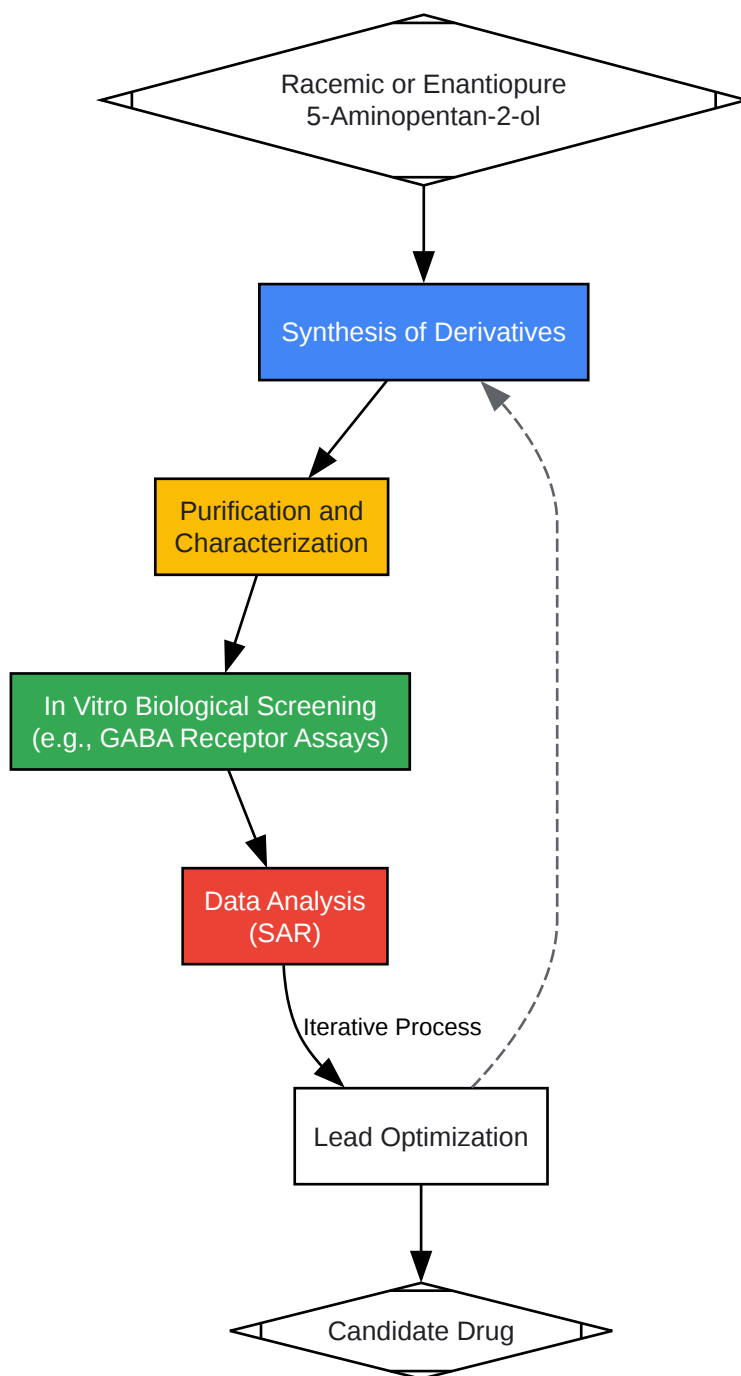 Racemic or Enantiopure
5-Aminopentan-2-ol
Synthesis of Derivatives
Purification and
Characterization
In Vitro Biological Screening
(e.g., GABA Receptor Assays)
Data Analysis
(SAR)
Iterative Process
Lead Optimization
Candidate Drug